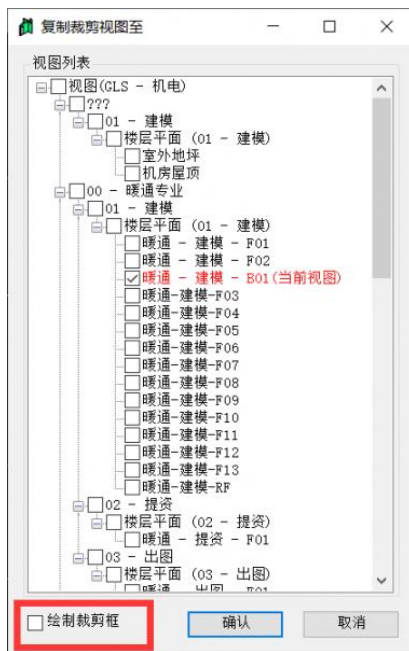 复制裁剪视图至
视图列表
视图(GLS - 机电)
???
01 - 建模
楼层平面 (01 - 建模)
室外地坪
机房屋顶
00 - 暖通专业
01 - 建模
楼层平面 (01 - 建模)
暖通 - 建模 - F01
暖通 - 建模 - F02
暖通 - 建模 - B01(当前视图)
暖通-建模-F03
暖通-建模-F04
暖通-建模-F05
暖通-建模-F06
暖通-建模-F07
暖通-建模-F08
暖通-建模-F09
暖通-建模-F10
暖通-建模-F11
暖通-建模-F12
暖通-建模-F13
暖通-建模-RF
02 - 提资
楼层平面 (02 - 提资)
暖通 - 提资 - F01
03 - 出图
楼层平面 (03 - 出图)
暖通 - 出图 - F01
绘制裁剪框 确认 取消